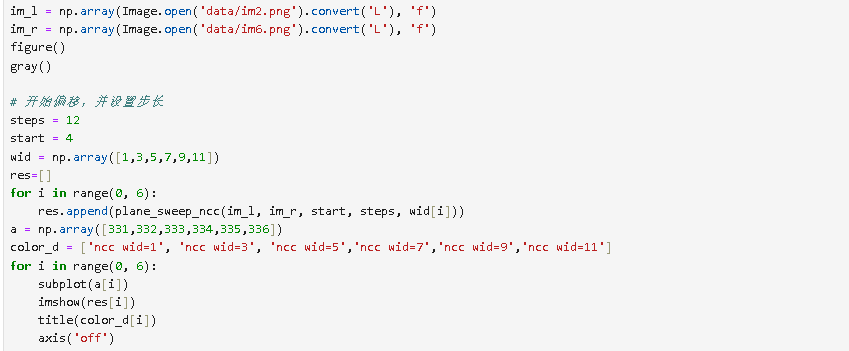 im_l = np.array(Image.open('data/im2.png').convert('L'), 'f')
im_r = np.array(Image.open('data/im6.png').convert('L'), 'f')
figure()
gray()

# 开始偏移，并设置步长
steps = 12
start = 4
wid = np.array([1,3,5,7,9,11])
res=[]
for i in range(0, 6):
    res.append(plane_sweep_ncc(im_l, im_r, start, steps, wid[i]))
a = np.array([331,332,333,334,335,336])
color_d = ['ncc wid=1', 'ncc wid=3', 'ncc wid=5','ncc wid=7','ncc wid=9','ncc wid=11']
for i in range(0, 6):
    subplot(a[i])
    imshow(res[i])
    title(color_d[i])
    axis('off')